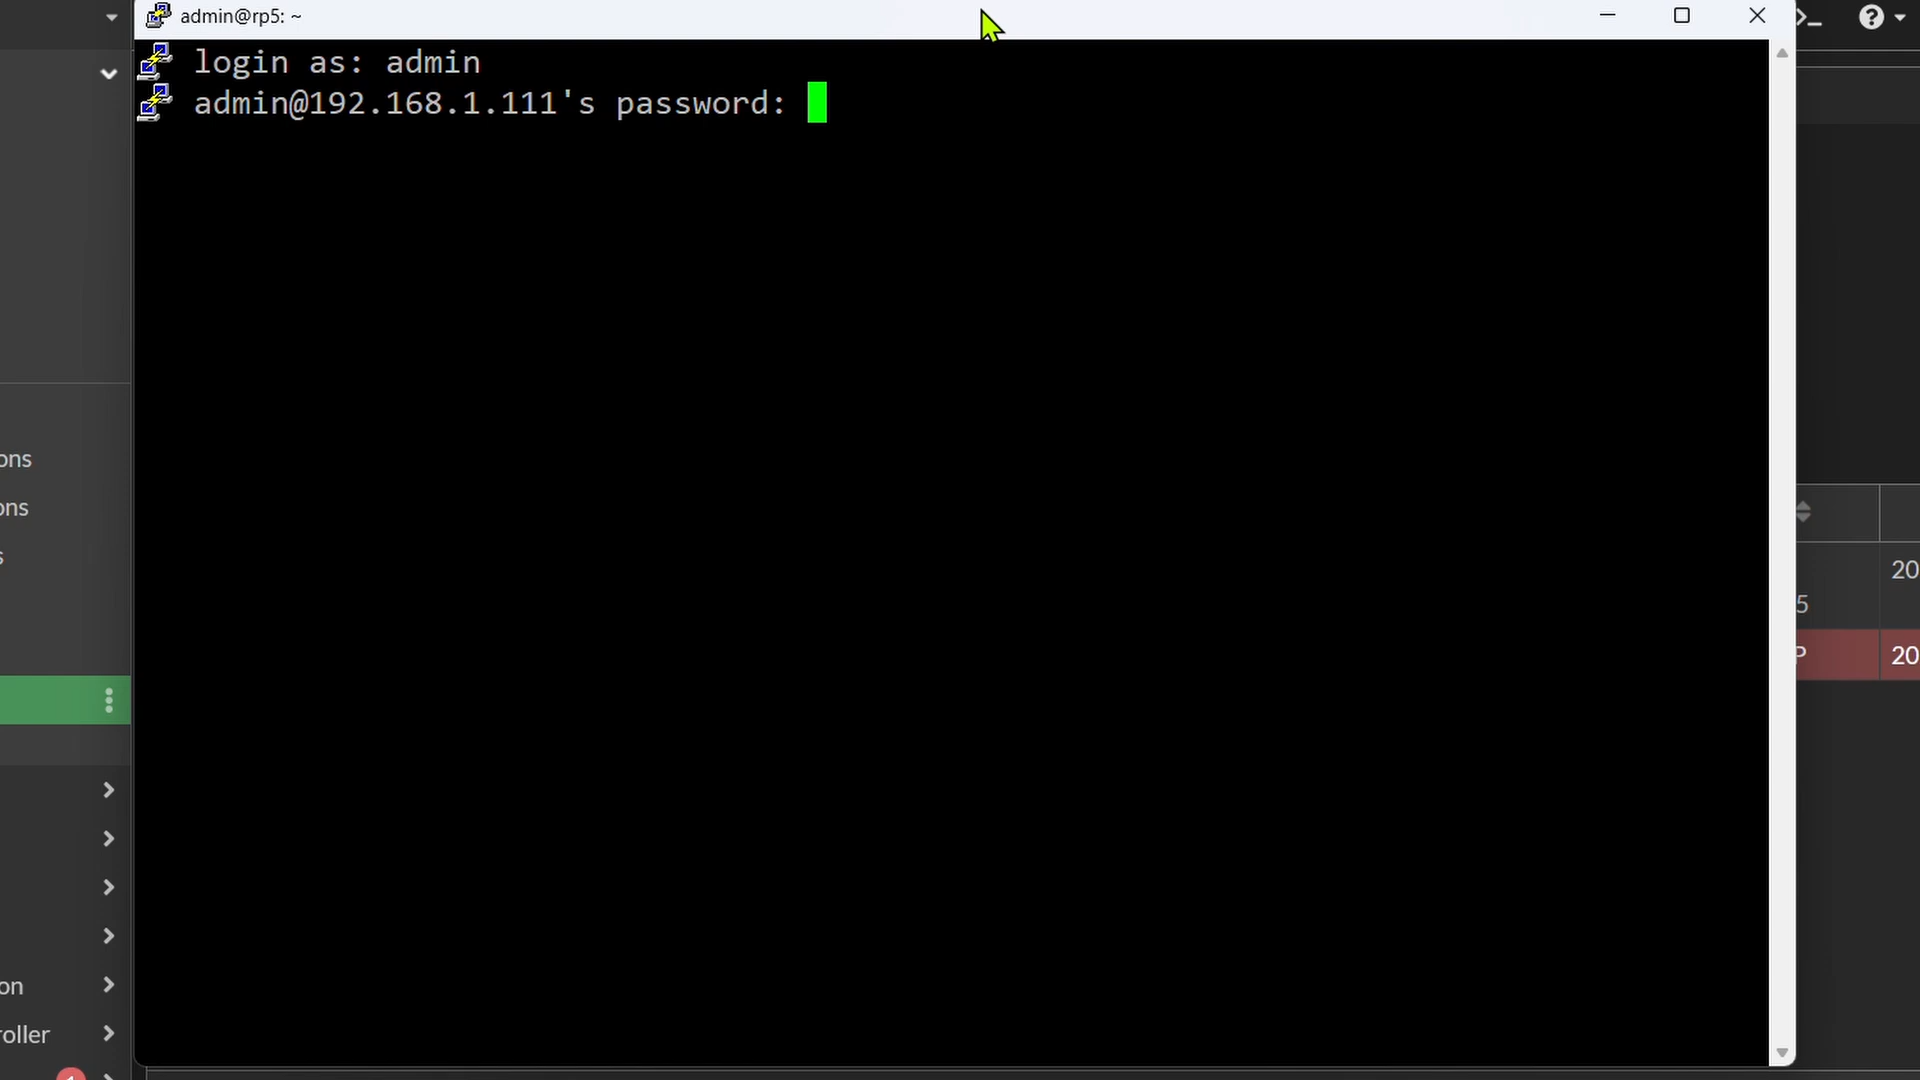 admin@rp5: ~
login as: admin
admin@192.168.1.111's password:
ons
ons
s
on
roller
20
5
P
20